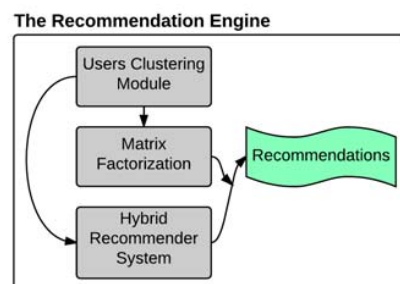 The Recommendation Engine
Users Clustering
Module
Matrix
Factorization
Recommendations
Hybrid
Recommender
System